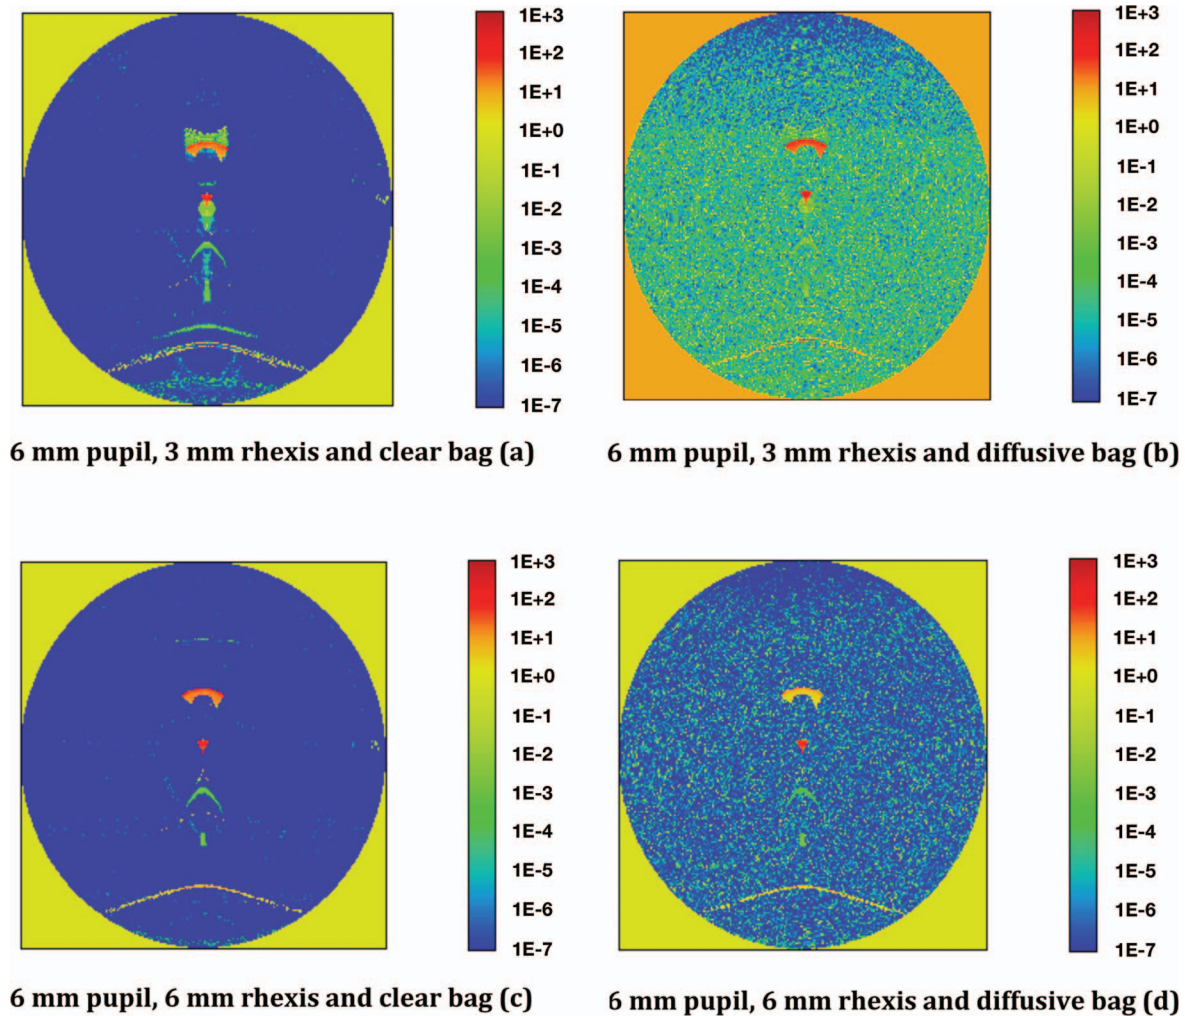 1E+3
1E+2
1E+1
1E+0
1E-1
1E-2
1E-3
1E-4
1E-5
1E-6
1E-7
6 mm pupil, 3 mm rhexis and clear bag (a)
1E+3
1E+2
1E+1
1E+0
1E-1
1E-2
1E-3
1E-4
1E-5
1E-6
1E-7
6 mm pupil, 3 mm rhexis and diffusive bag (b)
1E+3
1E+2
1E+1
1E+0
1E-1
1E-2
1E-3
1E-4
1E-5
1E-6
1E-7
6 mm pupil, 6 mm rhexis and clear bag (c)
1E+3
1E+2
1E+1
1E+0
1E-1
1E-2
1E-3
1E-4
1E-5
1E-6
1E-7
6 mm pupil, 6 mm rhexis and diffusive bag (d)